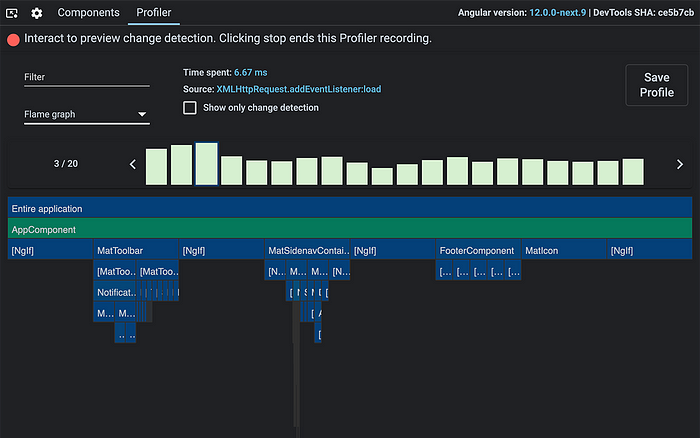 Components Profiler Angular version: 12.0.0-next.9 | DevTools SHA: ce5b7cb
Interact to preview change detection. Clicking stop ends this Profiler recording.
Filter
Time spent: 6.67 ms
Source: XMLHttpRequest.addEventListener:load
Save
Profile
Flame graph
Show only change detection
3 / 20
Entire application
AppComponent
[NgIf] MatToolbar [NgIf] MatSidenavContai... [NgIf] FooterComponent MatIcon [NgIf]
[MatToo... [MatToo... [N... M... M... [N... [... [... [... [...
Notificat...
M... M...